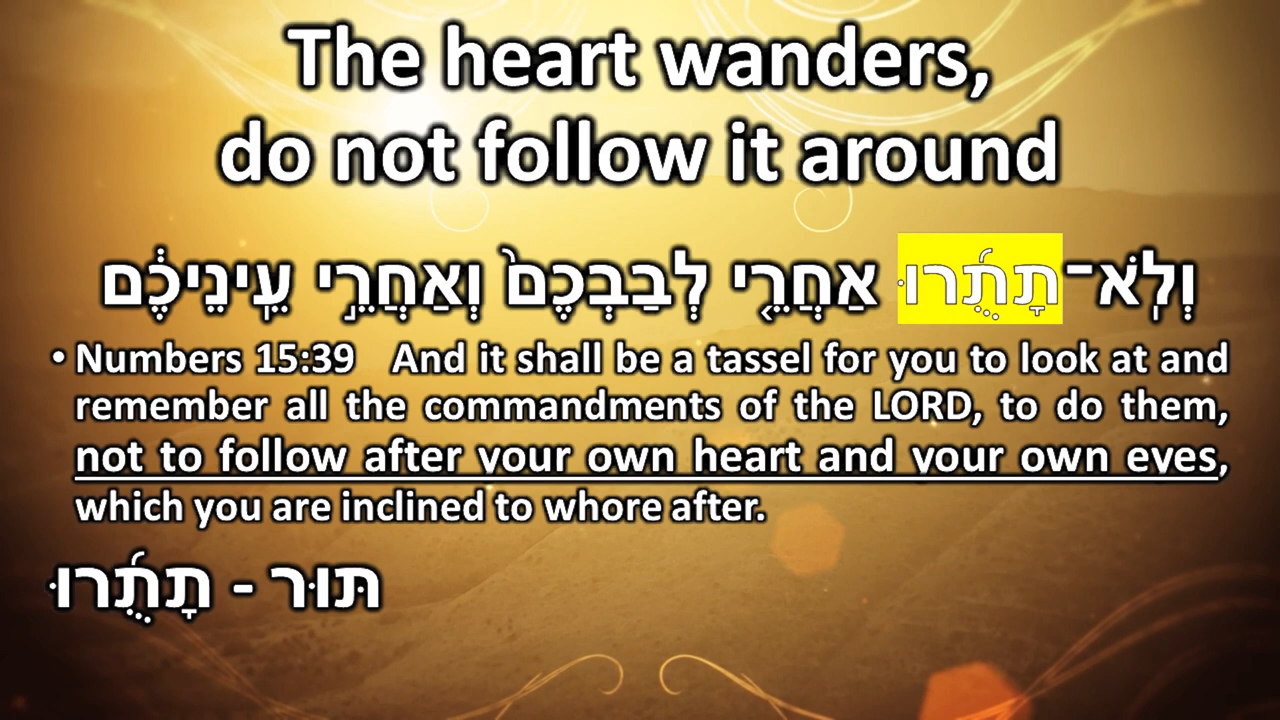 The heart wanders,
do not follow it around
וְלֹֽא־תָתֻ֜רוּ אַחֲרֵ֤י לְבַבְכֶם֙ וְאַחֲרֵ֣י עֵֽינֵיכֶ֔ם
• Numbers 15:39 And it shall be a tassel for you to look at and
remember all the commandments of the LORD, to do them,
not to follow after your own heart and your own eyes,
which you are inclined to whore after.
תּוּר - תָתֻ֜רוּ